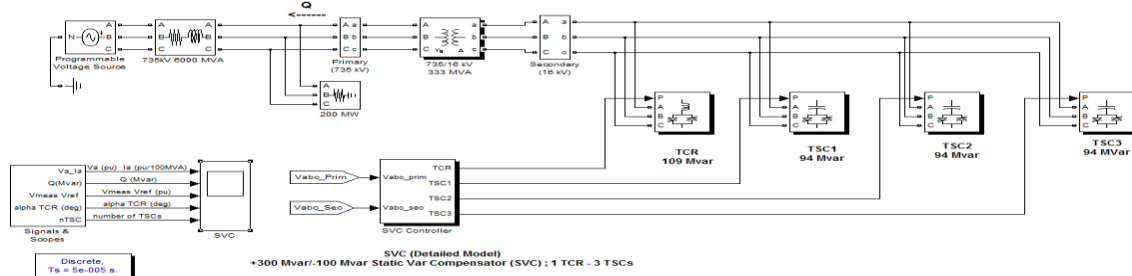 Q
<------
N
A
B
C
Programmable
Voltage Source
A
B
C
A
B
C
735kV 6000 MVA
A
B
C
200 MW
A
B
C
a
b
c
Primary
(735 kV)
A
B
C
a
b
c
Yg
735/16 kV
333 MVA
A
B
C
a
b
c
Secondary
(16 kV)
P
A
B
C
TCR
109 Mvar
P
A
B
C
TSC1
94 Mvar
P
A
B
C
TSC2
94 Mvar
P
A
B
C
TSC3
94 MVar
Va_Ia
Q(Mvar)
Vmeas Vref
alpha TCR (deg)
nTSC
Signals &
Scopes
Va (pu) Ia (pu/100MVA)
Q (Mvar)
Vmeas Vref (pu)
alpha TCR (deg)
number of TSCs
SVC
Vabc_Prim
Vabc_Sec
Vabc_prim
Vabc_sec
TCR
TSC1
TSC2
TSC3
SVC Controller
SVC (Detailed Model)
+300 Mvar/-100 Mvar Static Var Compensator (SVC) ; 1 TCR - 3 TSCs
Discrete,
Ts = 5e-005 s.